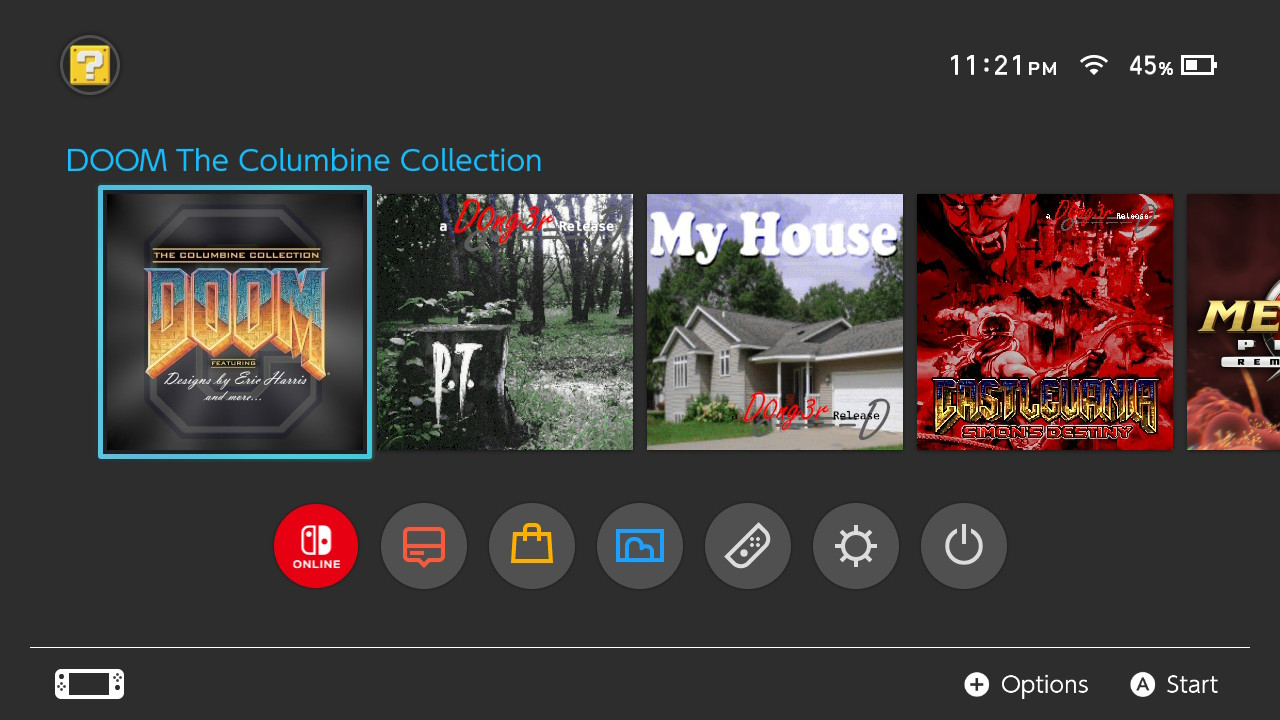 11:21PM
45%
DOOM The Columbine Collection
THE COLUMBINE COLLECTION
DOOM
FEATURING
Designs by Eric Harris
and more...
a D0ng3r Release
P.T.
My House
a D0ng3r Release
a D0ng3r Release
CASTLEVANIA
SIMON'S DESTINY
ME
P
REM
ONLINE
Options
A Start